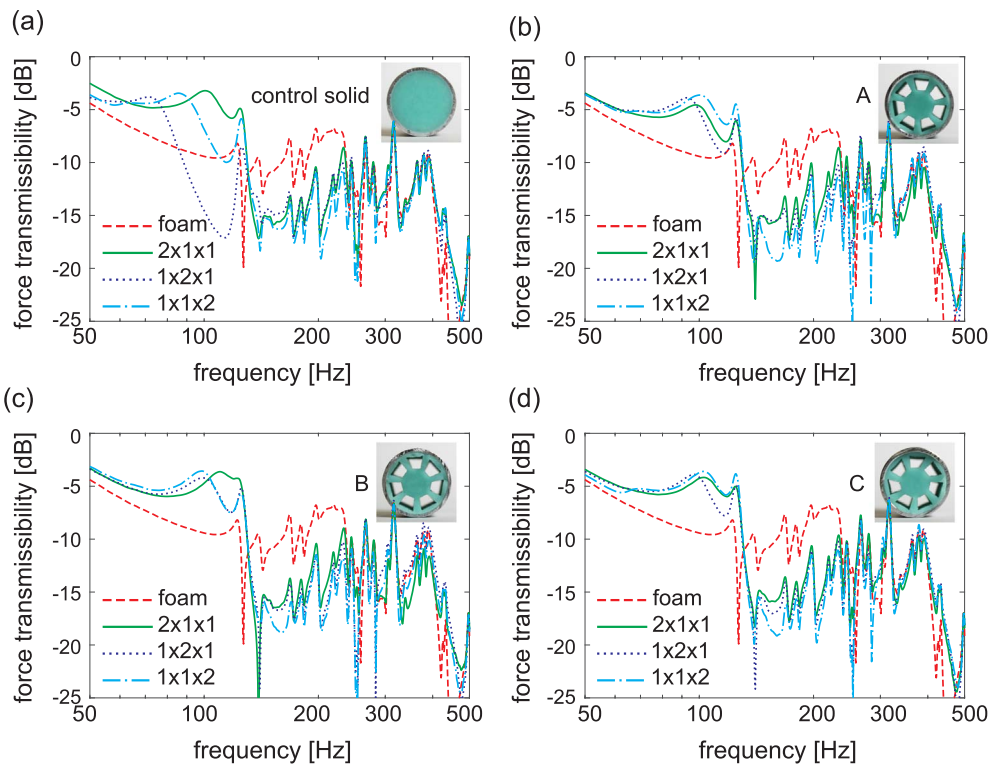 (a)
force transmissibility [dB]
0
-5
-10
-15
-20
-25
control solid
foam
2x1x1
1x2x1
1x1x2
50
100
200
300
500
frequency [Hz]
(b)
force transmissibility [dB]
0
-5
-10
-15
-20
-25
A
foam
2x1x1
1x2x1
1x1x2
50
100
200
300
500
frequency [Hz]
(c)
force transmissibility [dB]
0
-5
-10
-15
-20
-25
B
foam
2x1x1
1x2x1
1x1x2
50
100
200
300
500
frequency [Hz]
(d)
force transmissibility [dB]
0
-5
-10
-15
-20
-25
C
foam
2x1x1
1x2x1
1x1x2
50
100
200
300
500
frequency [Hz]